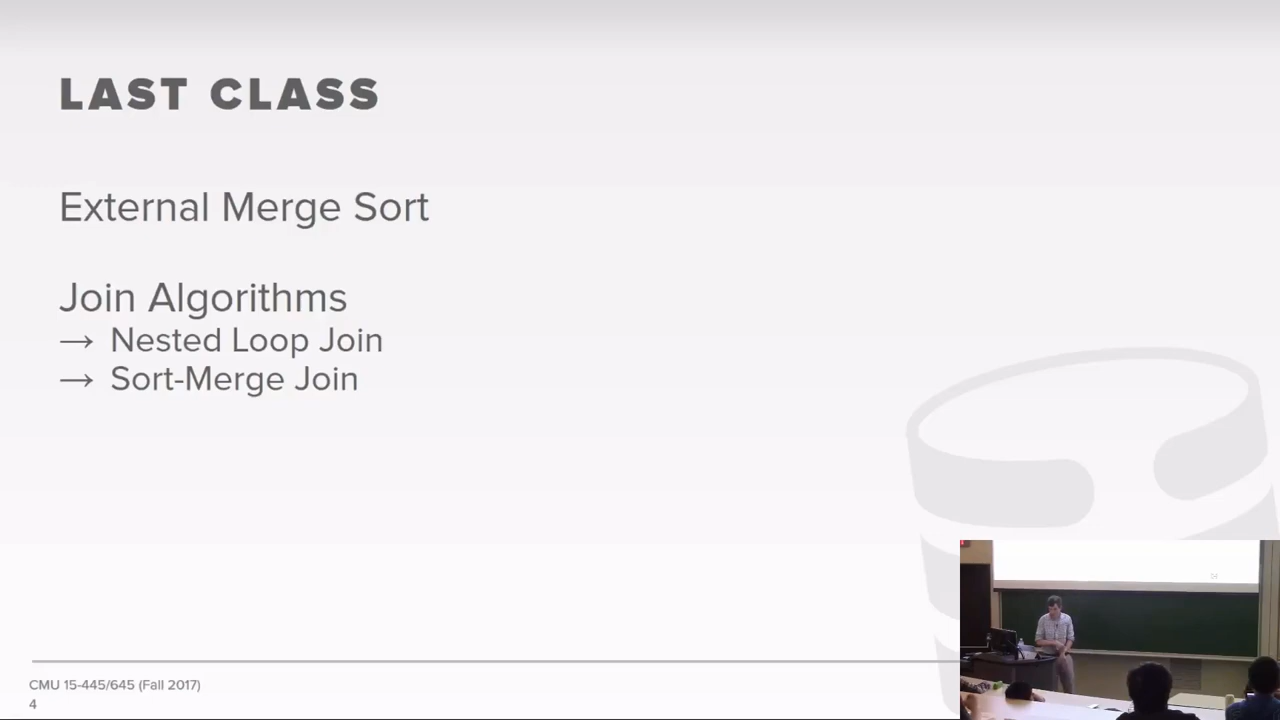 LAST CLASS
External Merge Sort
Join Algorithms
→ Nested Loop Join
→ Sort-Merge Join
CMU 15-445/645 (Fall 2017)
4